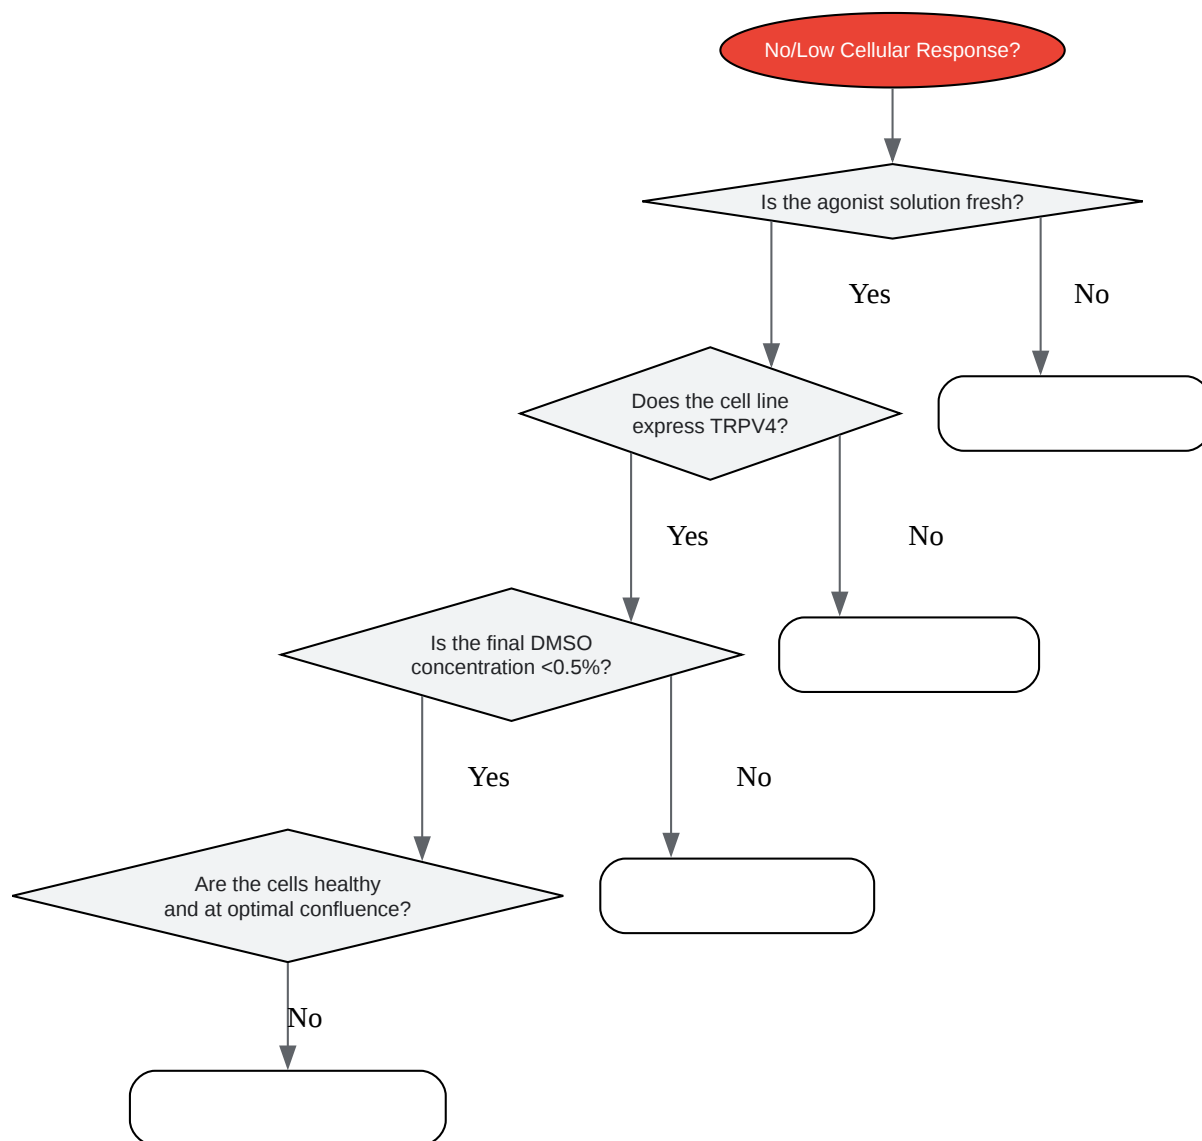 No/Low Cellular Response?
Is the agonist solution fresh?
Yes
No
Does the cell line
express TRPV4?
Yes
No
Is the final DMSO
concentration <0.5%?
Yes
No
Are the cells healthy
and at optimal confluence?
No